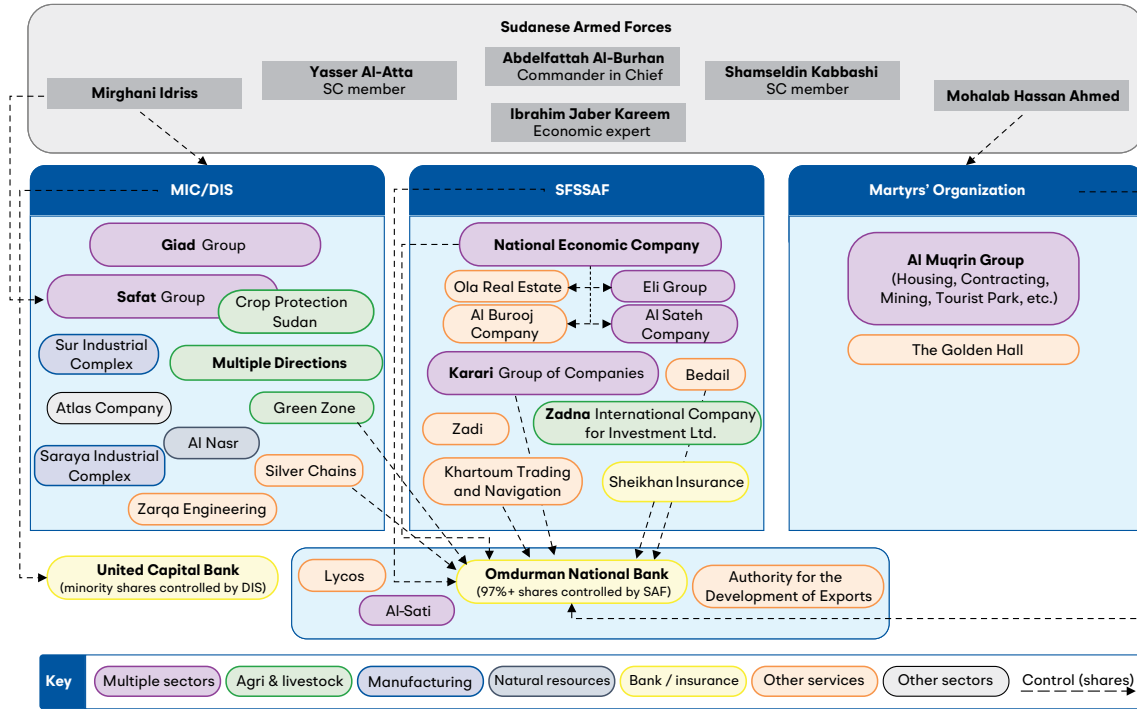 Sudanese Armed Forces
Abdelfattah Al-Burhan
Commander in Chief
Yasser Al-Atta
SC member
Shamseldin Kabbashi
SC member
Mirghani Idriss
Mohalab Hassan Ahmed
Ibrahim Jaber Kareem
Economic expert
MIC/DIS
Giad Group
Safat Group
Crop Protection
Sudan
Sur Industrial
Complex
Multiple Directions
Atlas Company
Green Zone
Al Nasr
Saraya Industrial
Complex
Silver Chains
Zarqa Engineering
SFSSAF
National Economic Company
Ola Real Estate
Eli Group
Al Burooj
Company
Al Sateh
Company
Karari Group of Companies
Bedail
Zadi
Zadna International Company
for Investment Ltd.
Khartoum Trading
and Navigation
Sheikhan Insurance
Martyrs' Organization
Al Muqrin Group
(Housing, Contracting,
Mining, Tourist Park, etc.)
The Golden Hall
United Capital Bank
(minority shares controlled by DIS)
Lycos
Al-Sati
Omdurman National Bank
(97%+ shares controlled by SAF)
Authority for the
Development of Exports
Key
Multiple sectors
Agri & livestock
Manufacturing
Natural resources
Bank / insurance
Other services
Other sectors
Control (shares)